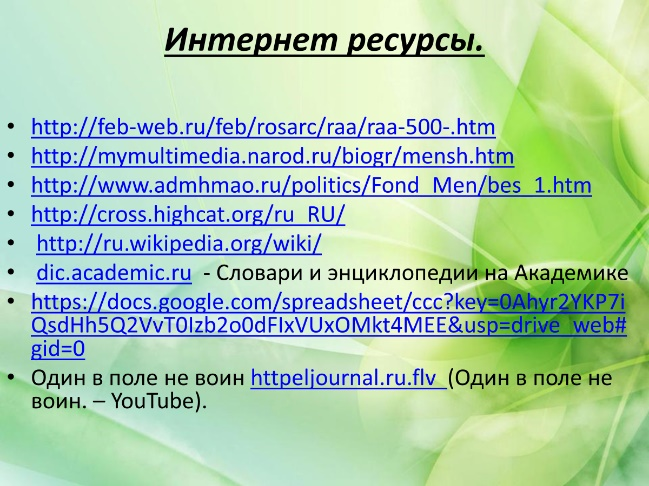 Интернет ресурсы.
• http://feb-web.ru/feb/rosarc/raa/raa-500-.htm
• http://mymultimedia.narod.ru/biogr/mensh.htm
• http://www.admhmao.ru/politics/Fond_Men/bes_1.htm
• http://cross.highcat.org/ru_RU/
• http://ru.wikipedia.org/wiki/
• dic.academic.ru - Словари и энциклопедии на Академике
• https://docs.google.com/spreadsheet/ccc?key=0Ahyr2YKP7i
QsdHh5Q2VvT0Izb2o0dFIxVUxOMkt4MEE&usp=drive_web#
gid=0
• Один в поле не воин httpeljournal.ru.flv (Один в поле не
воин. – YouTube).